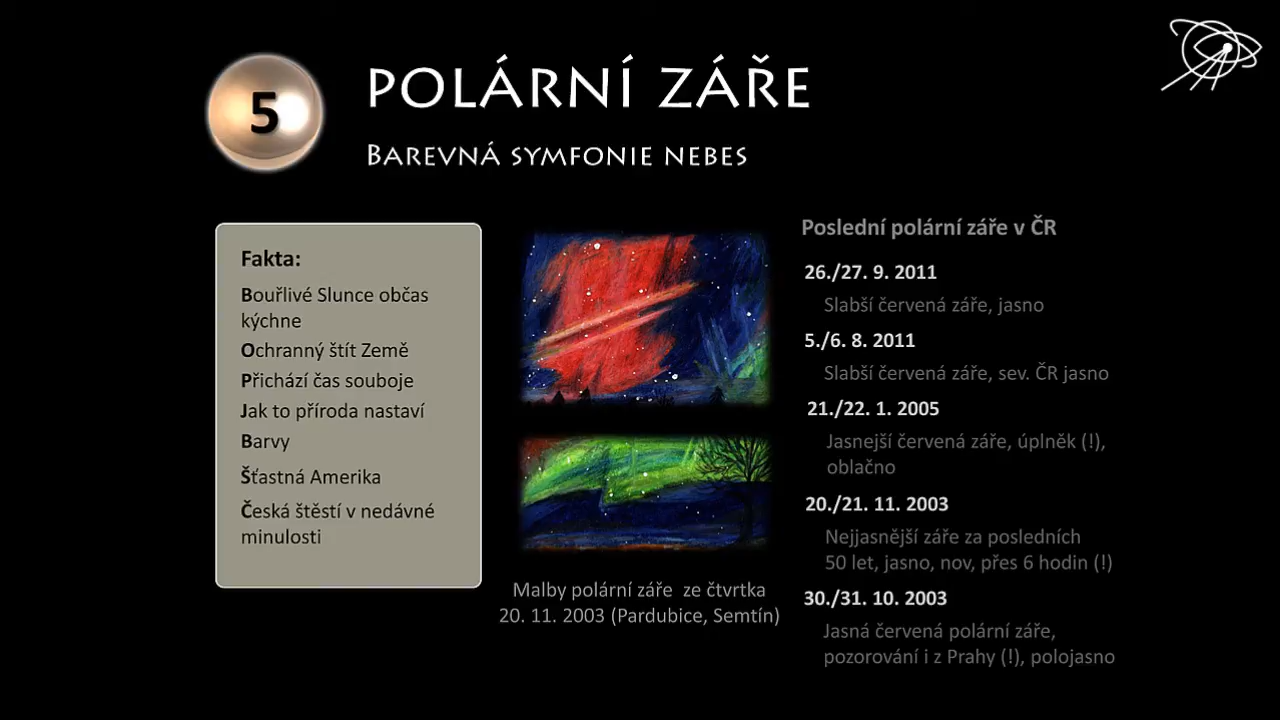 5
POLÁRNÍ ZÁŘE
BAREVNÁ SYMFONIE NEBES
Fakta:
Bouřlivé Slunce občas
kýchne
Ochranný štít Země
Přichází čas souboje
Jak to příroda nastaví
Barvy
Šťastná Amerika
Česká štěstí v nedávné
minulosti
Malby polární záře ze čtvrtka
20. 11. 2003 (Pardubice, Semtín)
Poslední polární záře v ČR
26./27. 9. 2011
Slabší červená záře, jasno
5./6. 8. 2011
Slabší červená záře, sev. ČR jasno
21./22. 1. 2005
Jasnejší červená záře, úplněk (!),
oblačno
20./21. 11. 2003
Nejjasnější záře za posledních
50 let, jasno, nov, přes 6 hodin (!)
30./31. 10. 2003
Jasná červená polární záře,
pozorování i z Prahy (!), polojasno